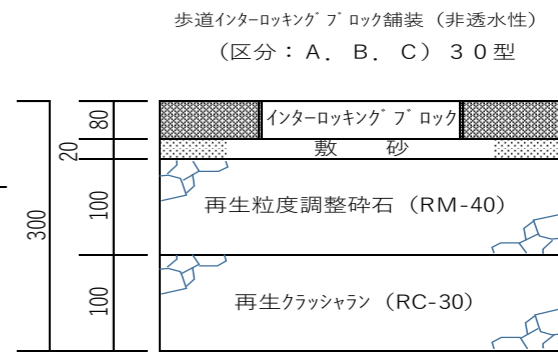 歩道インターロッキングブロック舗装（非透水性）
（区分：A．B．C）30型
80
インターロッキングブロック
20
敷　砂
300
100
再生粒度調整砕石（RM-40）
100
再生クラッシャラン（RC-30）